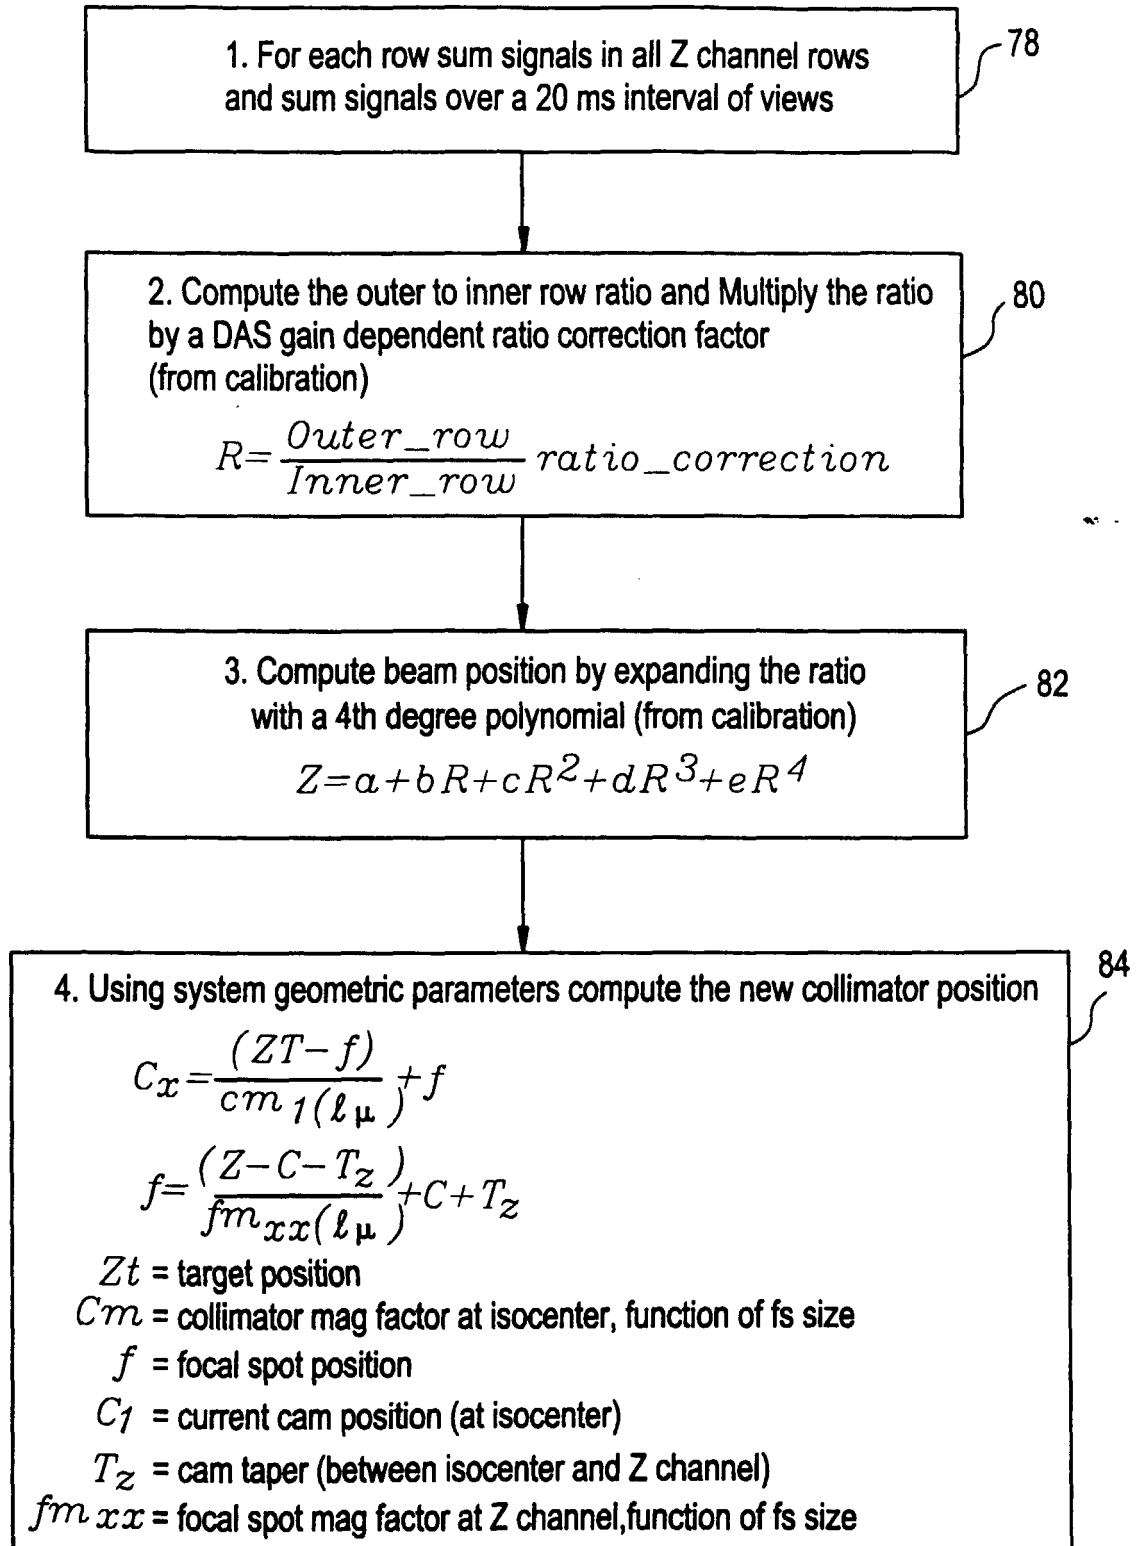 1. For each row sum signals in all Z channel rows
and sum signals over a 20 ms interval of views
78
2. Compute the outer to inner row ratio and Multiply the ratio
by a DAS gain dependent ratio correction factor
(from calibration)
R=Outer_row/Inner_row ratio_correction
80
3. Compute beam position by expanding the ratio
with a 4th degree polynomial (from calibration)
Z=a+bR+cR²+dR³+eR⁴
82
4. Using system geometric parameters compute the new collimator position
84
Cx=(ZT-f)/cm1(ℓμ)+f
f=(Z-C-Tz)/fmxx(ℓμ)+C+Tz
Zt = target position
Cm = collimator mag factor at isocenter, function of fs size
f = focal spot position
C1 = current cam position (at isocenter)
Tz = cam taper (between isocenter and Z channel)
fmxx = focal spot mag factor at Z channel,function of fs size